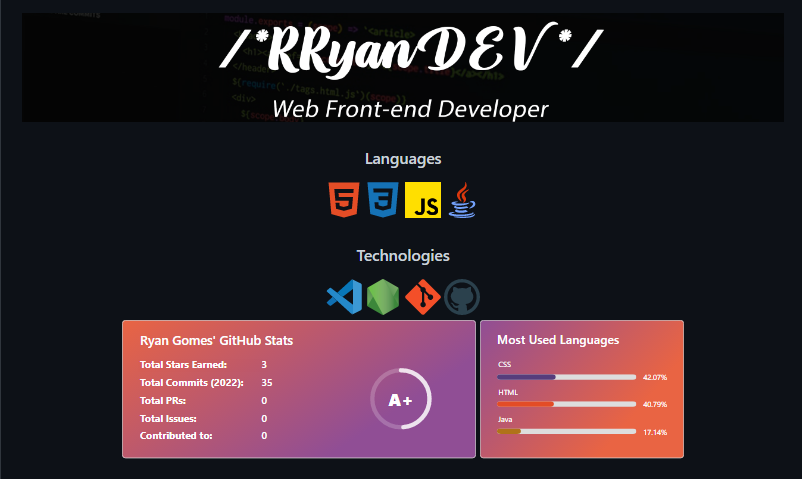 /*RRyanDEV*/
Web Front-end Developer
Languages
5 3 JS
Technologies
Ryan Gomes' GitHub Stats
Total Stars Earned: 3
Total Commits (2022): 35
Total PRs: 0
Total Issues: 0
Contributed to: 0
A+
Most Used Languages
CSS
42.07%
HTML
40.79%
Java
17.14%